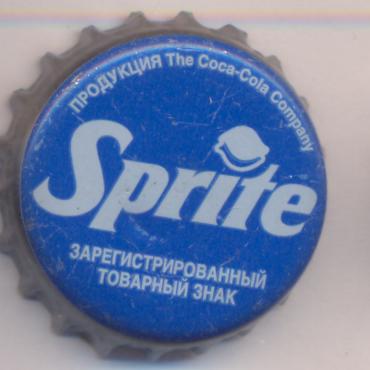 ПРОДУКЦИЯ The Coca-Cola Company
Sprite
ЗАРЕГИСТРИРОВАННЫЙ
ТОВАРНЫЙ ЗНАК